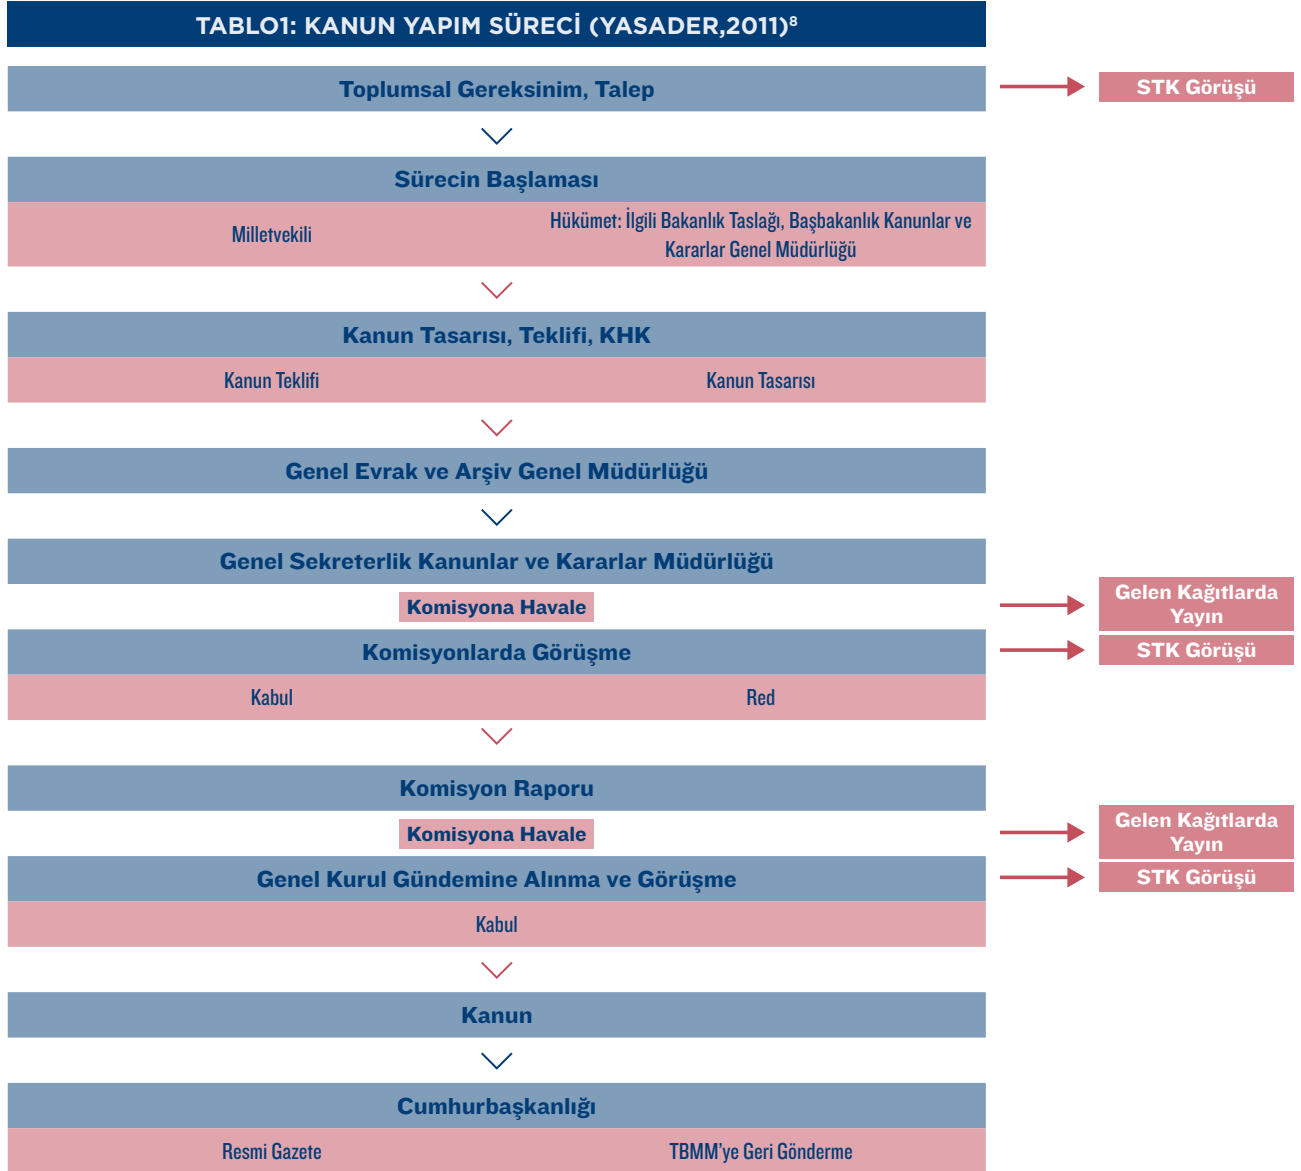 TABLO1: KANUN YAPIM SÜRECİ (YASADER,2011)⁸
Toplumsal Gereksinim, Talep
STK Görüşü
Sürecin Başlaması
Milletvekili
Hükümet: İlgili Bakanlık Taslağı, Başbakanlık Kanunlar ve
Kararlar Genel Müdürlüğü
Kanun Tasarısı, Teklifi, KHK
Kanun Teklifi
Kanun Tasarısı
Genel Evrak ve Arşiv Genel Müdürlüğü
Genel Sekreterlik Kanunlar ve Kararlar Müdürlüğü
Komisyona Havale
Gelen Kağıtlarda
Yayın
Komisyonlarda Görüşme
STK Görüşü
Kabul
Red
Komisyon Raporu
Komisyona Havale
Gelen Kağıtlarda
Yayın
Genel Kurul Gündemine Alınma ve Görüşme
STK Görüşü
Kabul
Kanun
Cumhurbaşkanlığı
Resmi Gazete
TBMM'ye Geri Gönderme